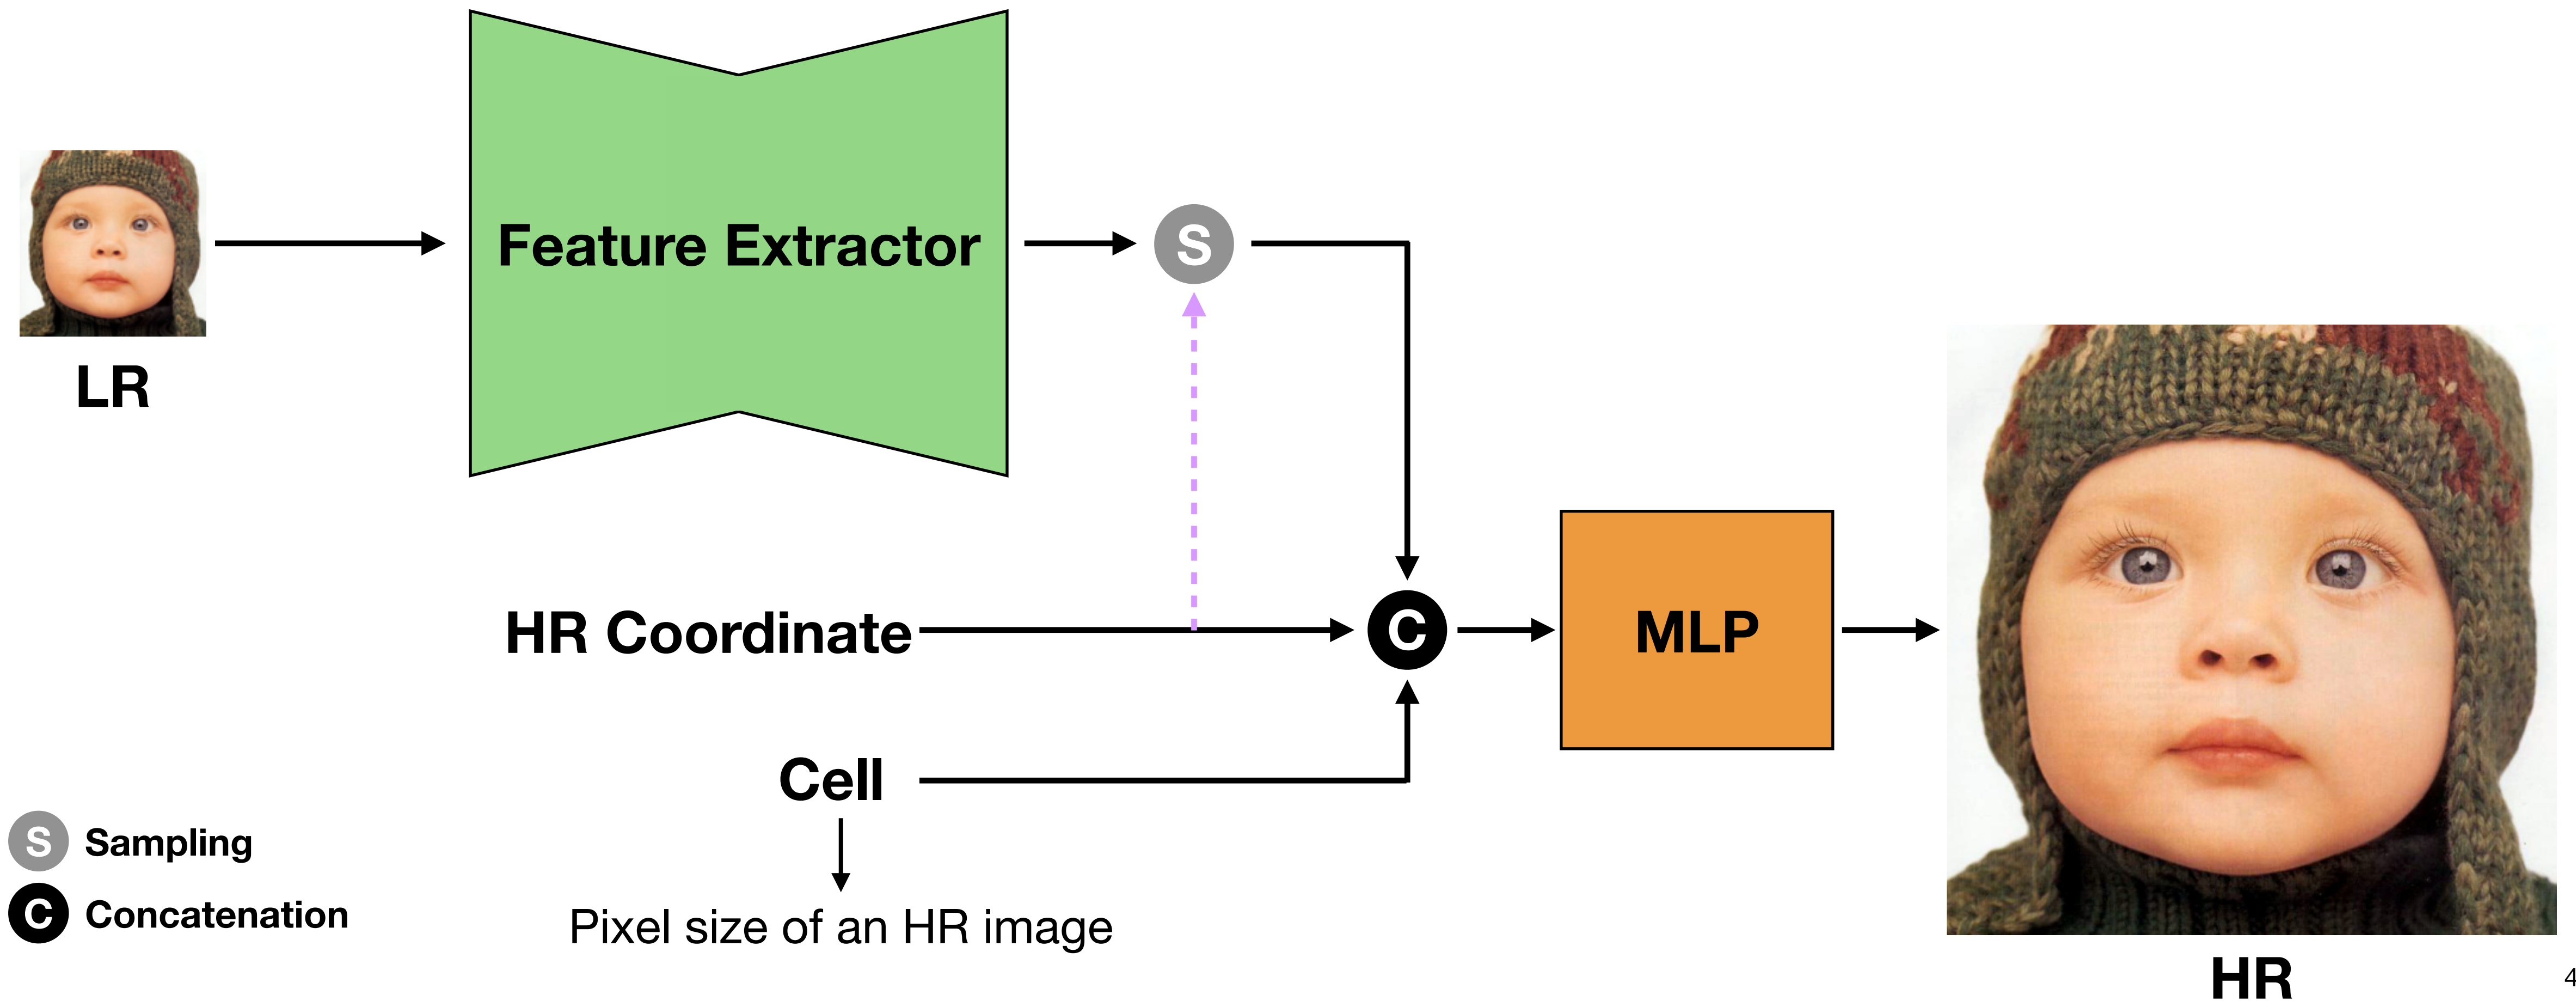 Feature Extractor
S
LR
HR Coordinate
C
MLP
Cell
S Sampling
C Concatenation
Pixel size of an HR image
HR
4